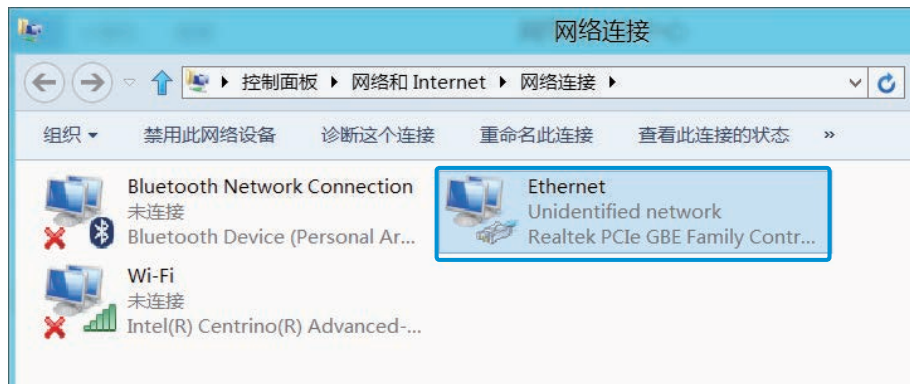 网络连接
控制面板 网络和 Internet 网络连接
组织 禁用此网络设备 诊断这个连接 重命名此连接 查看此连接的状态 »
Bluetooth Network Connection
未连接
Bluetooth Device (Personal Ar...
Ethernet
Unidentified network
Realtek PCIe GBE Family Contr...
Wi-Fi
未连接
Intel(R) Centrino(R) Advanced-...